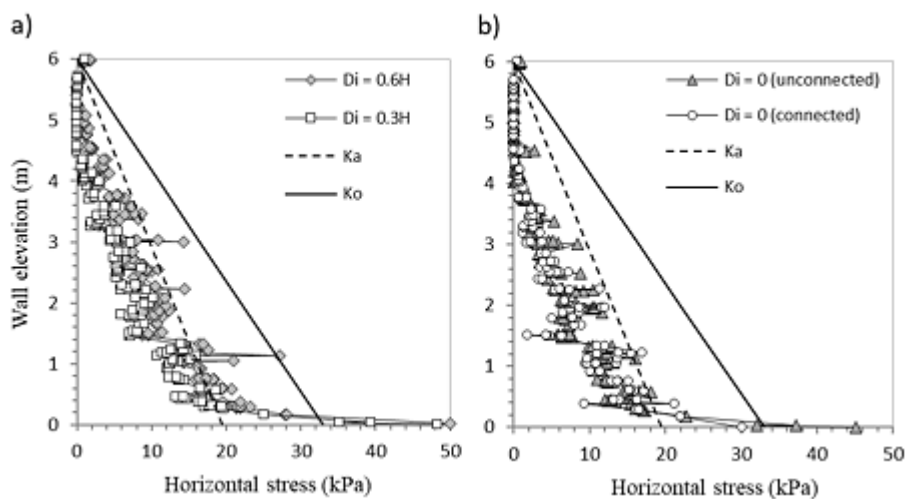 a)
Di = 0.6H
Di = 0.3H
Ka
Ko
6
5
4
3
2
1
0
Wall elevation (m)
0 10 20 30 40 50
Horizontal stress (kPa)
b)
Di = 0 (unconnected)
Di = 0 (connected)
Ka
Ko
6
5
4
3
2
1
0
0 10 20 30 40 50
Horizontal stress (kPa)